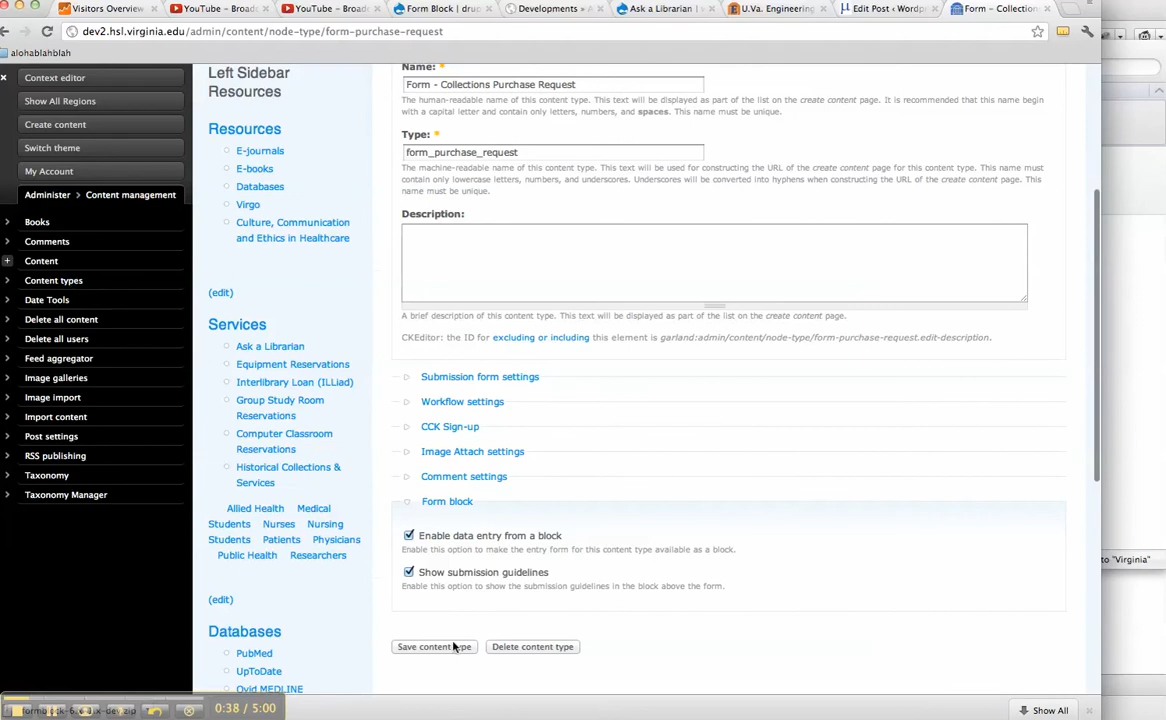 Visitors Overview ...
YouTube - Broad
YouTube - Broad
Form Block | dru
Developments - A
Ask a Librarian | 
U.Va. Engineering
Edit Post ‹ Wordp
Form - Collection
dev2.hsl.virginia.edu/admin/content/node-type/form-purchase-request
alohablahblah
Context editor
Show All Regions
Create content
Switch theme
My Account
Administer > Content management
Books
Comments
Content
Content types
Date Tools
Delete all content
Delete all users
Feed aggregator
Image galleries
Image import
Import content
Post settings
RSS publishing
Taxonomy
Taxonomy Manager
Left Sidebar
Resources
Resources
E-journals
E-books
Databases
Virgo
Culture, Communication
and Ethics in Healthcare
(edit)
Services
Ask a Librarian
Equipment Reservations
Interlibrary Loan (ILLiad)
Group Study Room
Reservations
Computer Classroom
Reservations
Historical Collections &
Services
Allied Health Medical
Students Nurses Nursing
Students Patients Physicians
Public Health Researchers
(edit)
Databases
PubMed
UpToDate
Ovid MEDLINE
Name: *
Form - Collections Purchase Request
The human-readable name of this content type. This text will be displayed as part of the list on the create content page. It is recommended that this name begin
with a capital letter and contain only letters, numbers, and spaces. This name must be unique.
Type: *
form_purchase_request
The machine-readable name of this content type. This text will be used for constructing the URL of the create content page for this content type. This name must
contain only lowercase letters, numbers, and underscores. Underscores will be converted into hyphens when constructing the URL of the create content page. This
name must be unique.
Description:
A brief description of this content type. This text will be displayed as part of the list on the create content page.
CKEditor: the ID for excluding or including this element is garland:admin/content/node-type/form-purchase-request.edit-description.
Submission form settings
Workflow settings
CCK Sign-up
Image Attach settings
Comment settings
Form block
Enable data entry from a block
Enable this option to make the entry form for this content type available as a block.
Show submission guidelines
Enable this option to show the submission guidelines in the block above the form.
Save content type
Delete content type
to "Virginia"
0:38 / 5:00
Show All